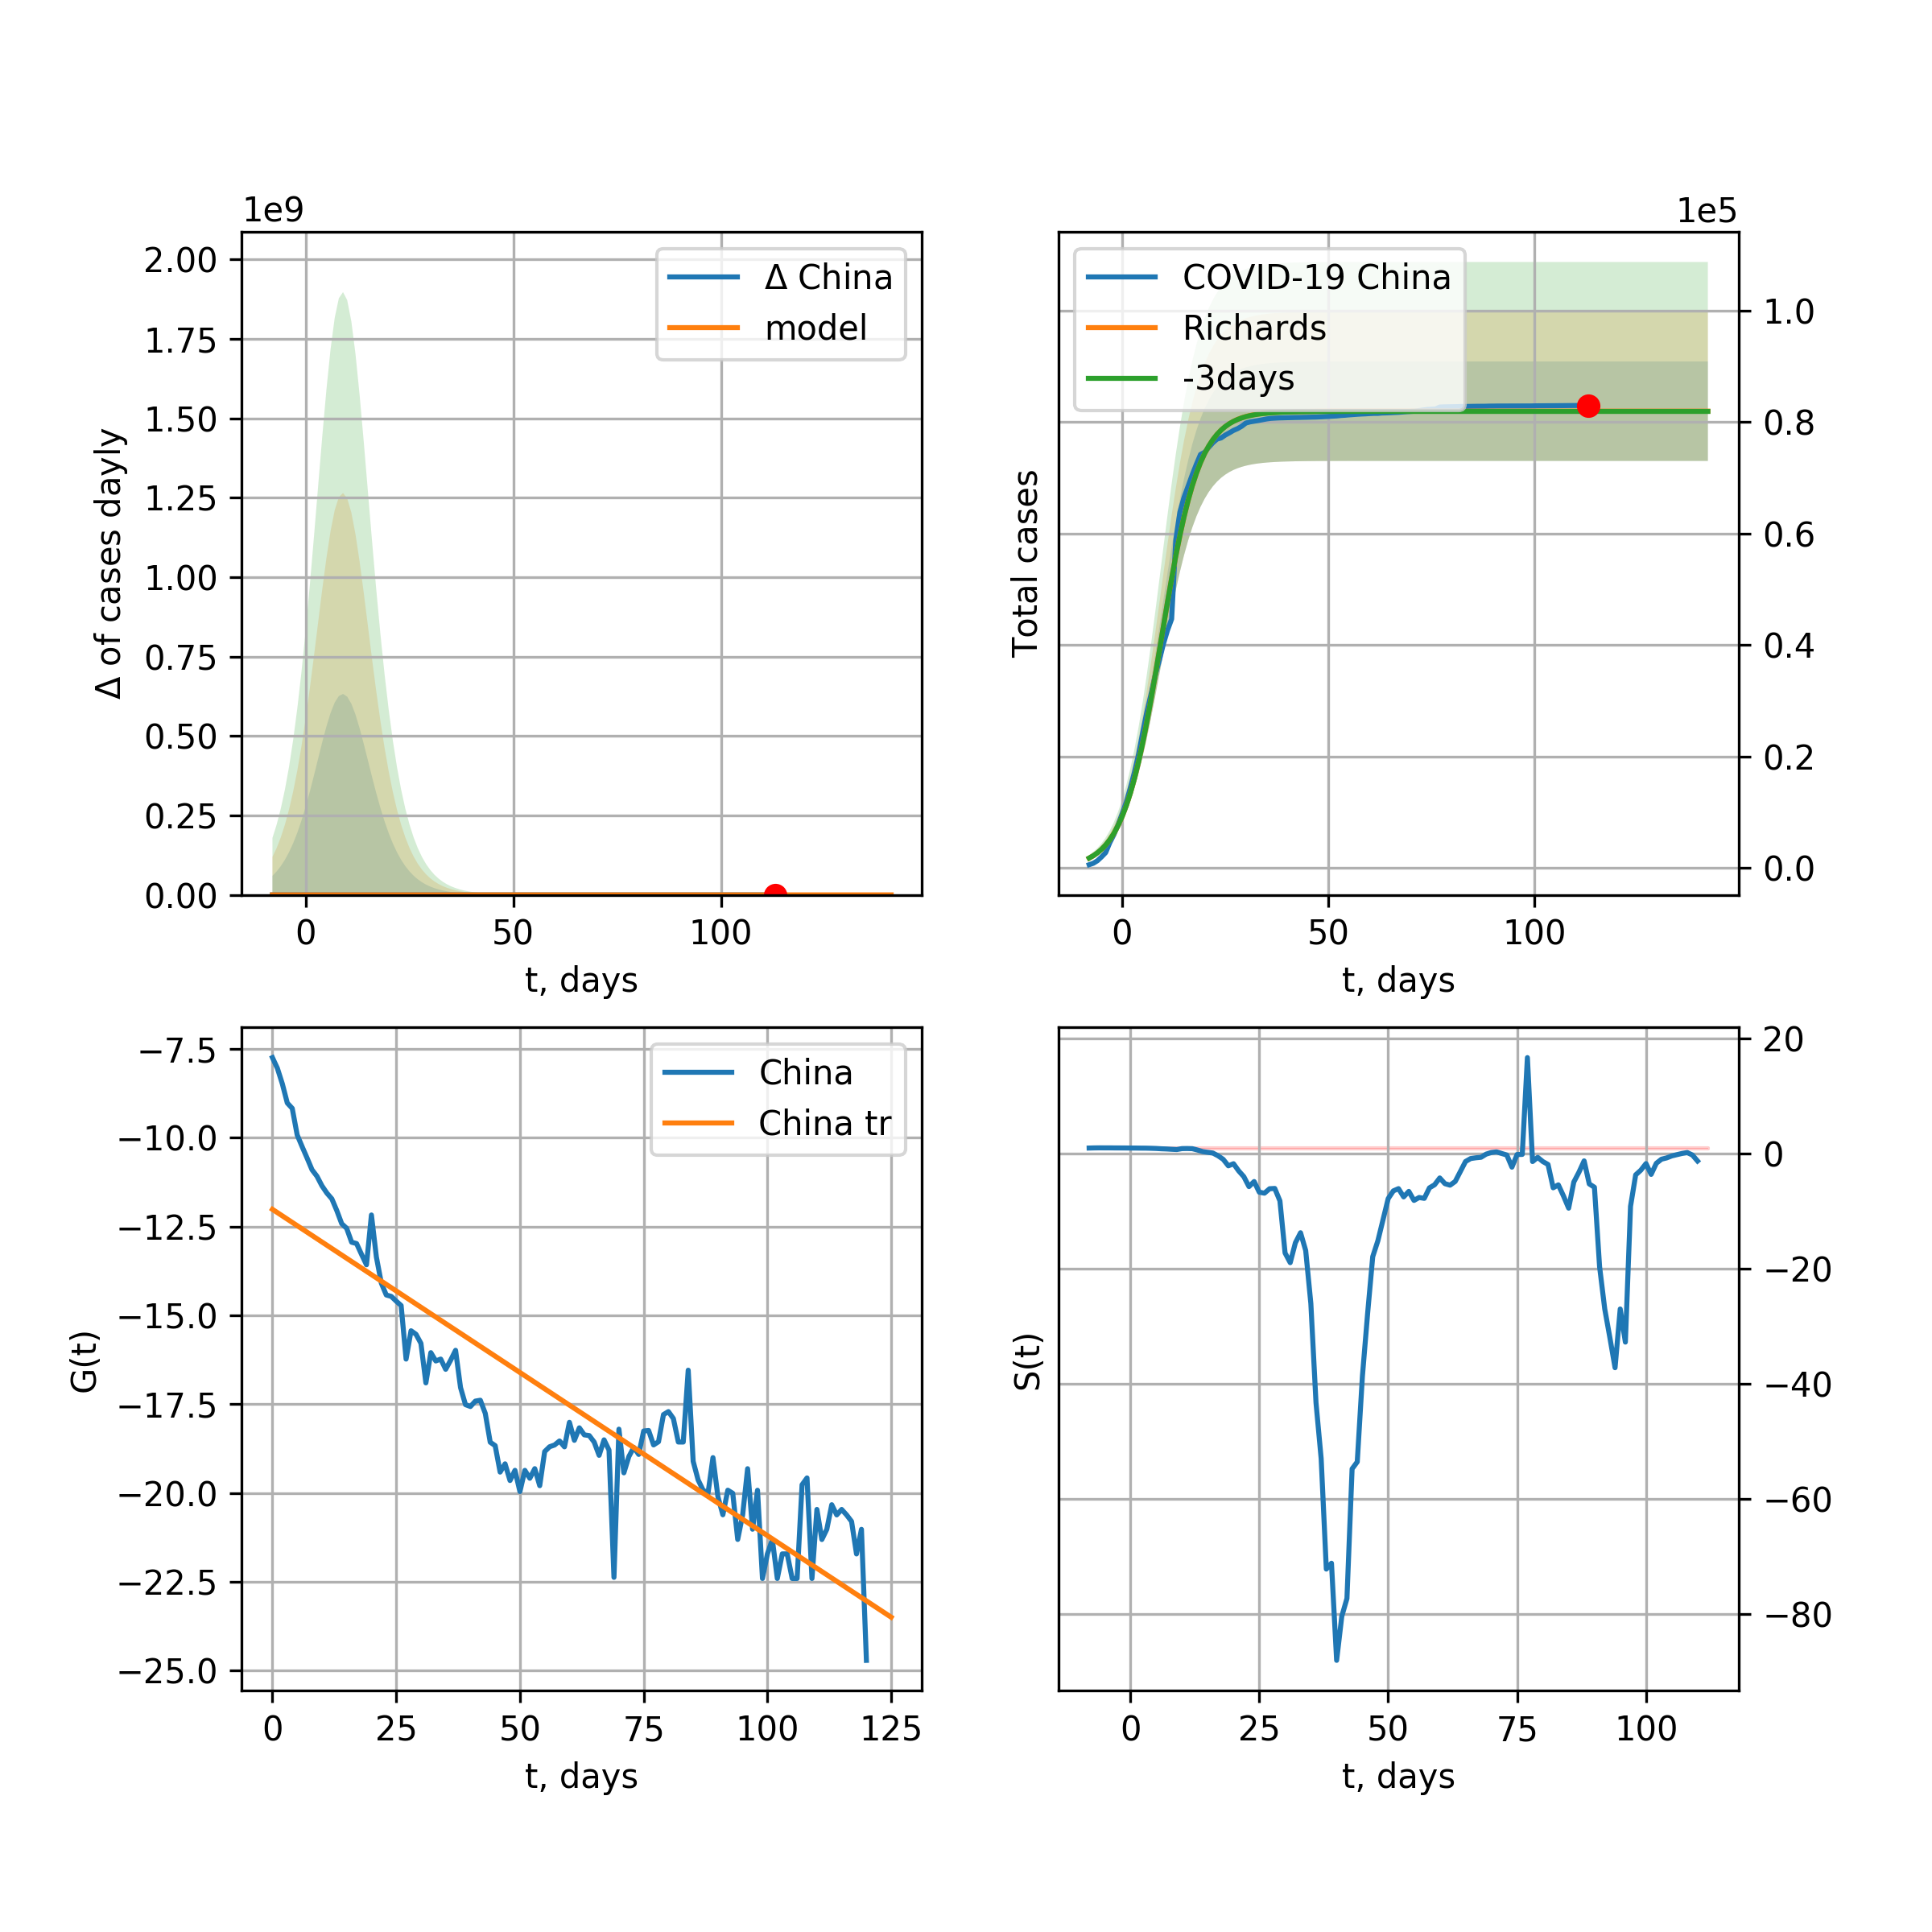 1e9
2.00
1.75
1.50
1.25
1.00
0.75
0.50
0.25
0.00
Δ of cases dayly
Δ China
model
0 50 100
t, days
1e5
COVID-19 China
Richards
-3days
Total cases
1.0
0.8
0.6
0.4
0.2
0.0
0 50 100
t, days
−7.5
−10.0
−12.5
−15.0
−17.5
−20.0
−22.5
−25.0
G(t)
China
China tr
0 25 50 75 100 125
t, days
S(t)
20
0
−20
−40
−60
−80
0 25 50 75 100
t, days